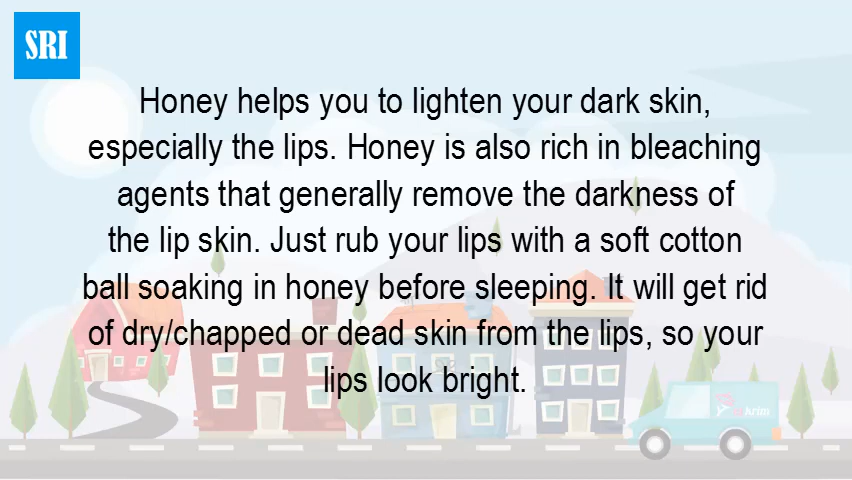 SRI
Honey helps you to lighten your dark skin,
especially the lips. Honey is also rich in bleaching
agents that generally remove the darkness of
the lip skin. Just rub your lips with a soft cotton
ball soaking in honey before sleeping. It will get rid
of dry/chapped or dead skin from the lips, so your
lips look bright.
krim